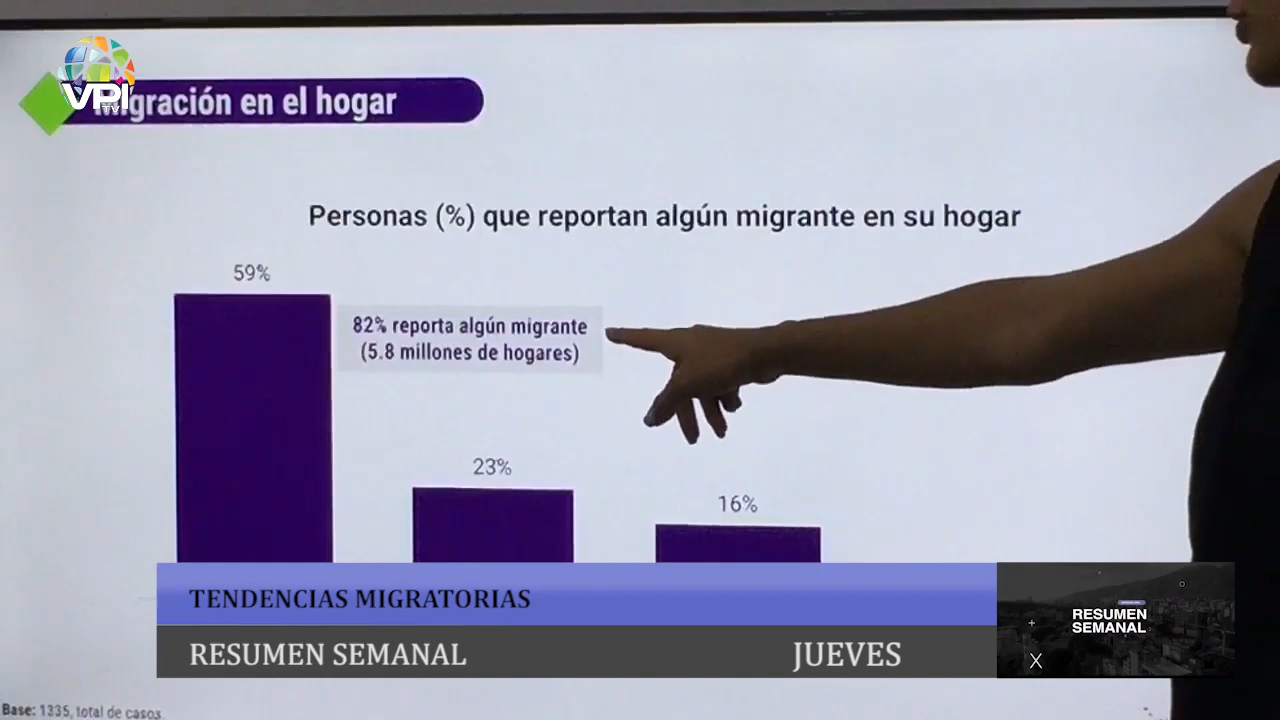 VPI
TV
Migración en el hogar
Personas (%) que reportan algún migrante en su hogar
59%
82% reporta algún migrante
(5.8 millones de hogares)
23%
16%
TENDENCIAS MIGRATORIAS
RESUMEN SEMANAL
JUEVES
RESUMEN
SEMANAL
X
Base: 1335, total de casos